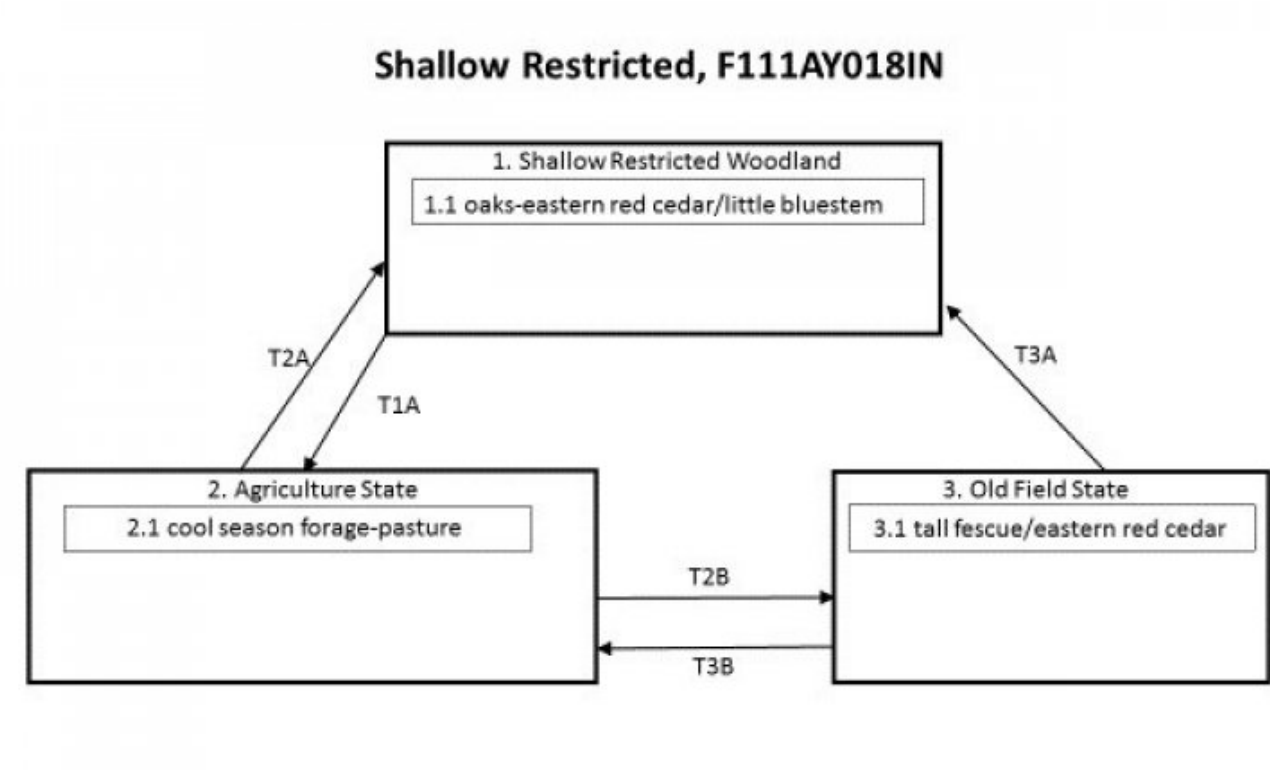 Shallow Restricted, F111AY018IN
1. Shallow Restricted Woodland
1.1 oaks-eastern red cedar/little bluestem
T2A
T1A
T3A
2. Agriculture State
2.1 cool season forage-pasture
3. Old Field State
3.1 tall fescue/eastern red cedar
T2B
T3B